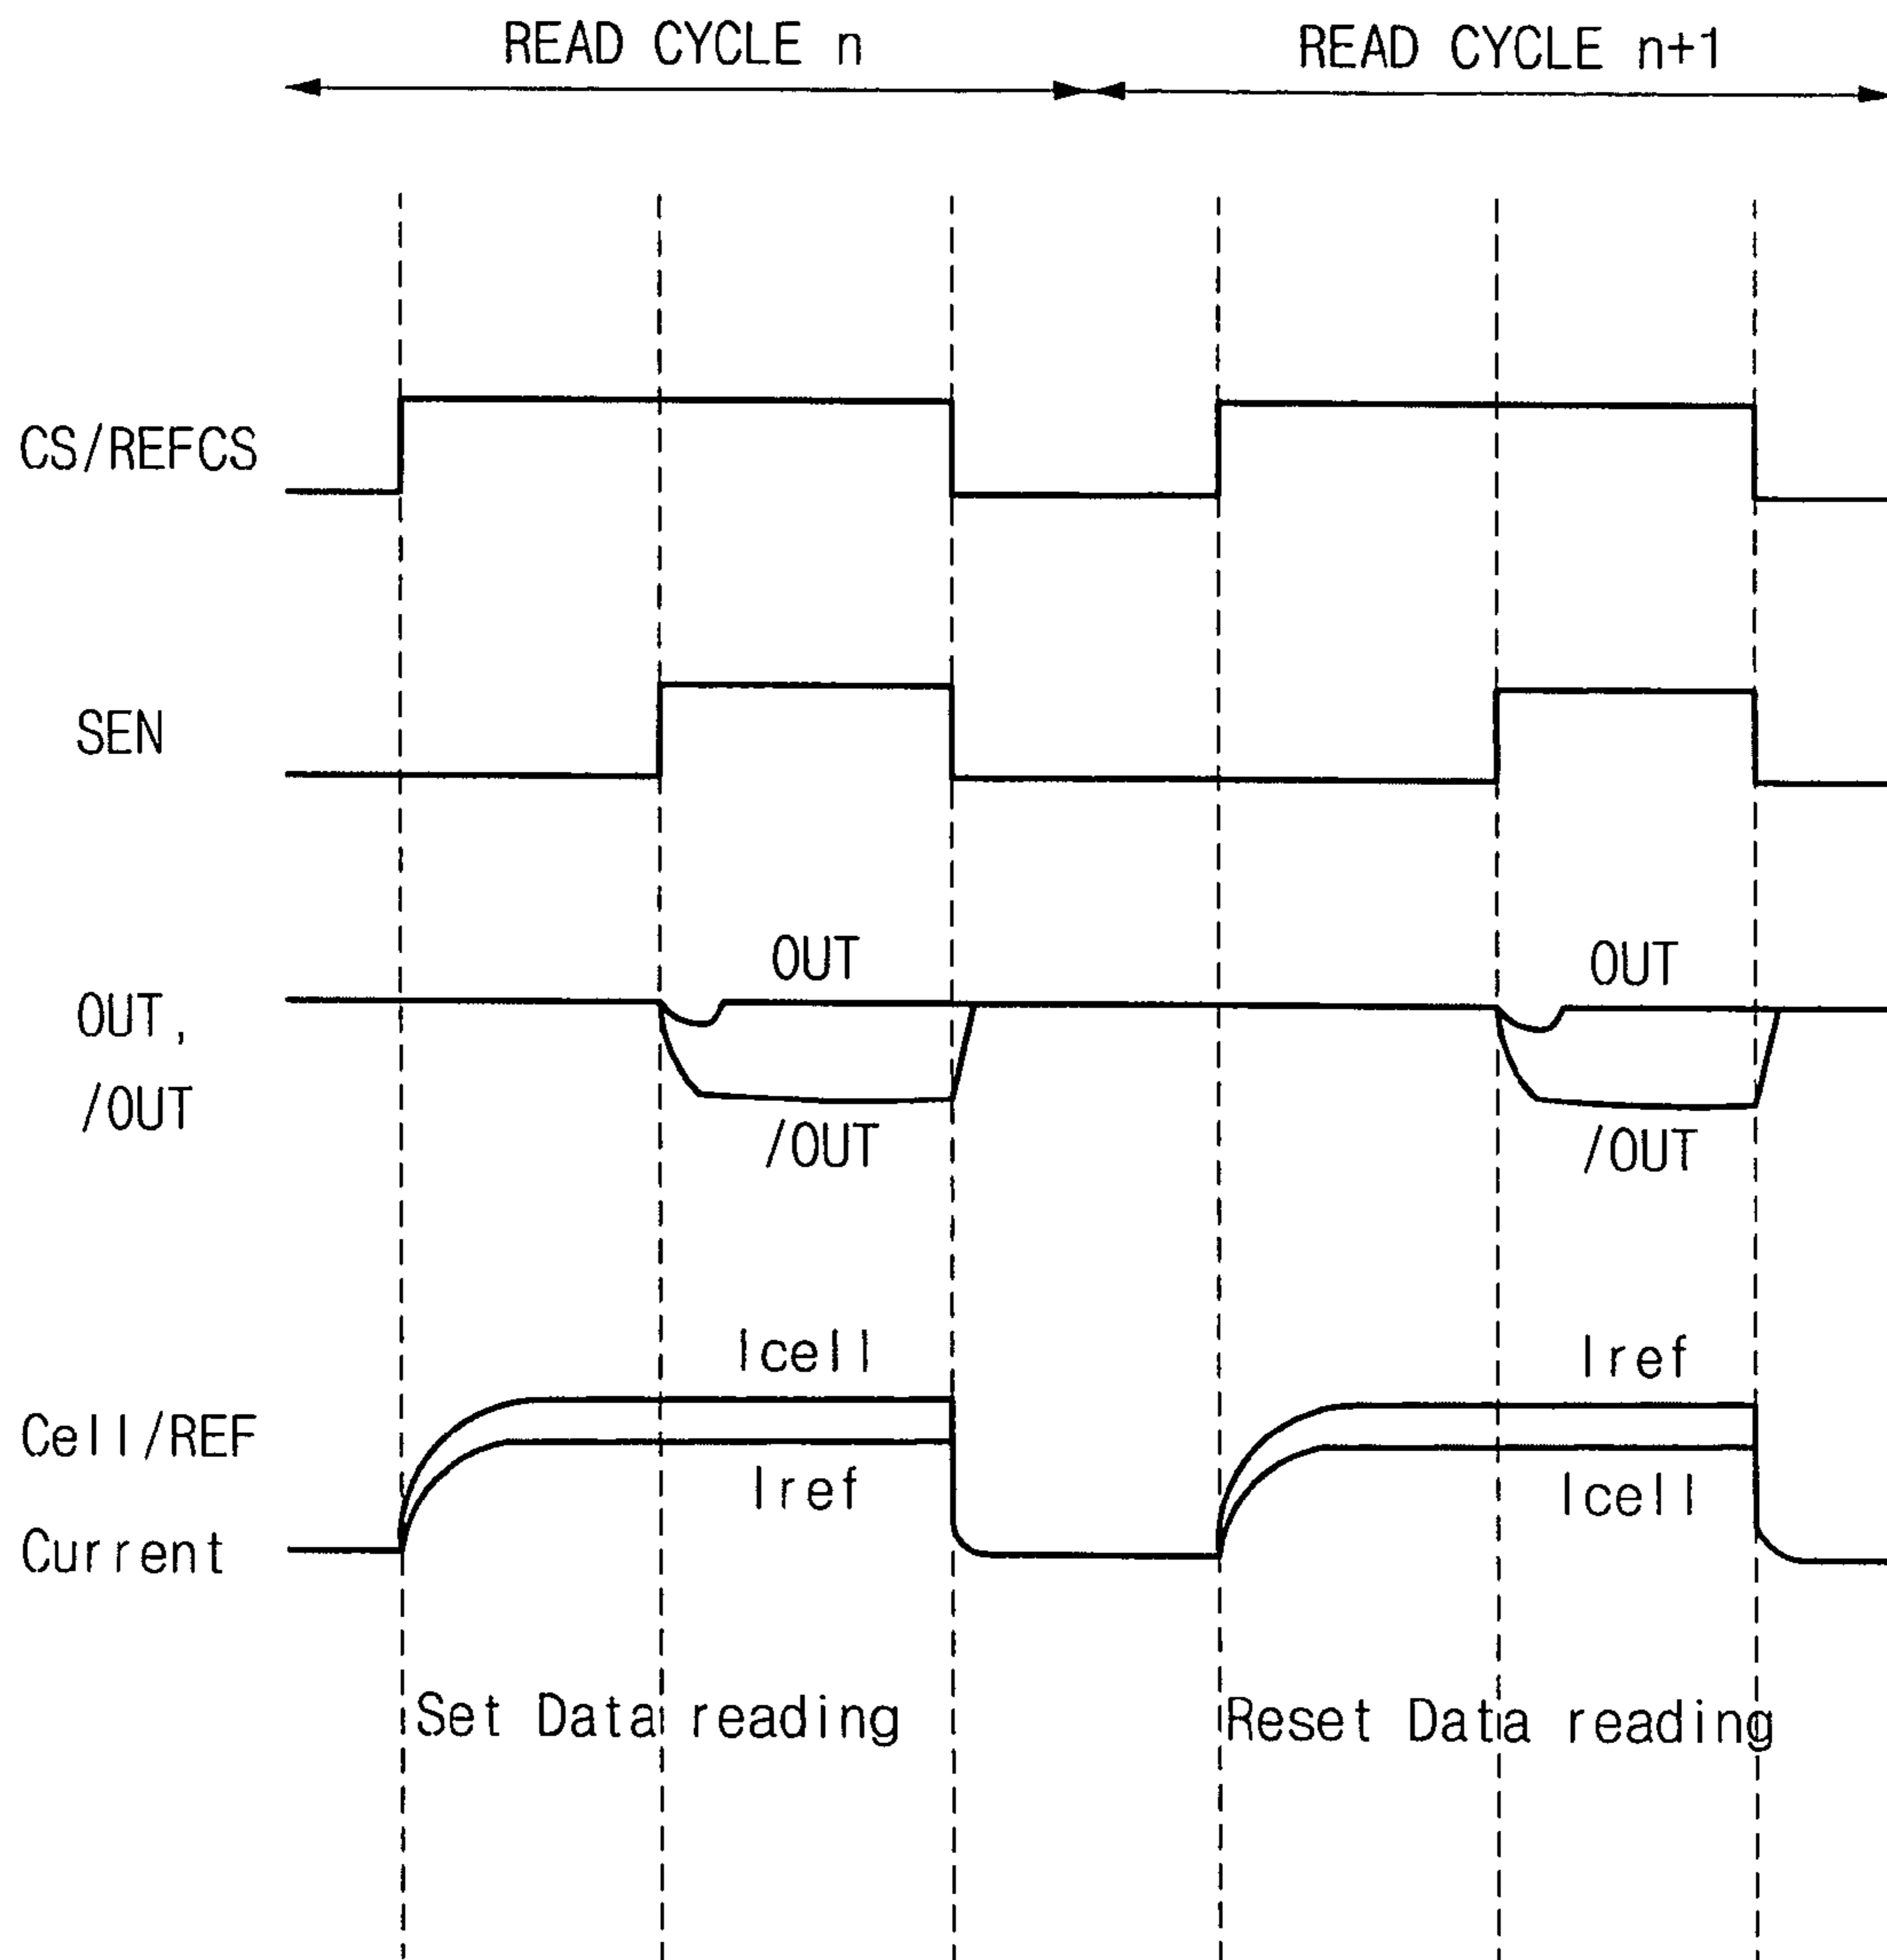 READ CYCLE n
READ CYCLE n+1
CS/REFCS
SEN
OUT
OUT
OUT,
/OUT
/OUT
/OUT
Icell
Iref
Cell/REF
Iref
Icell
Current
Set Data reading
Reset Data reading